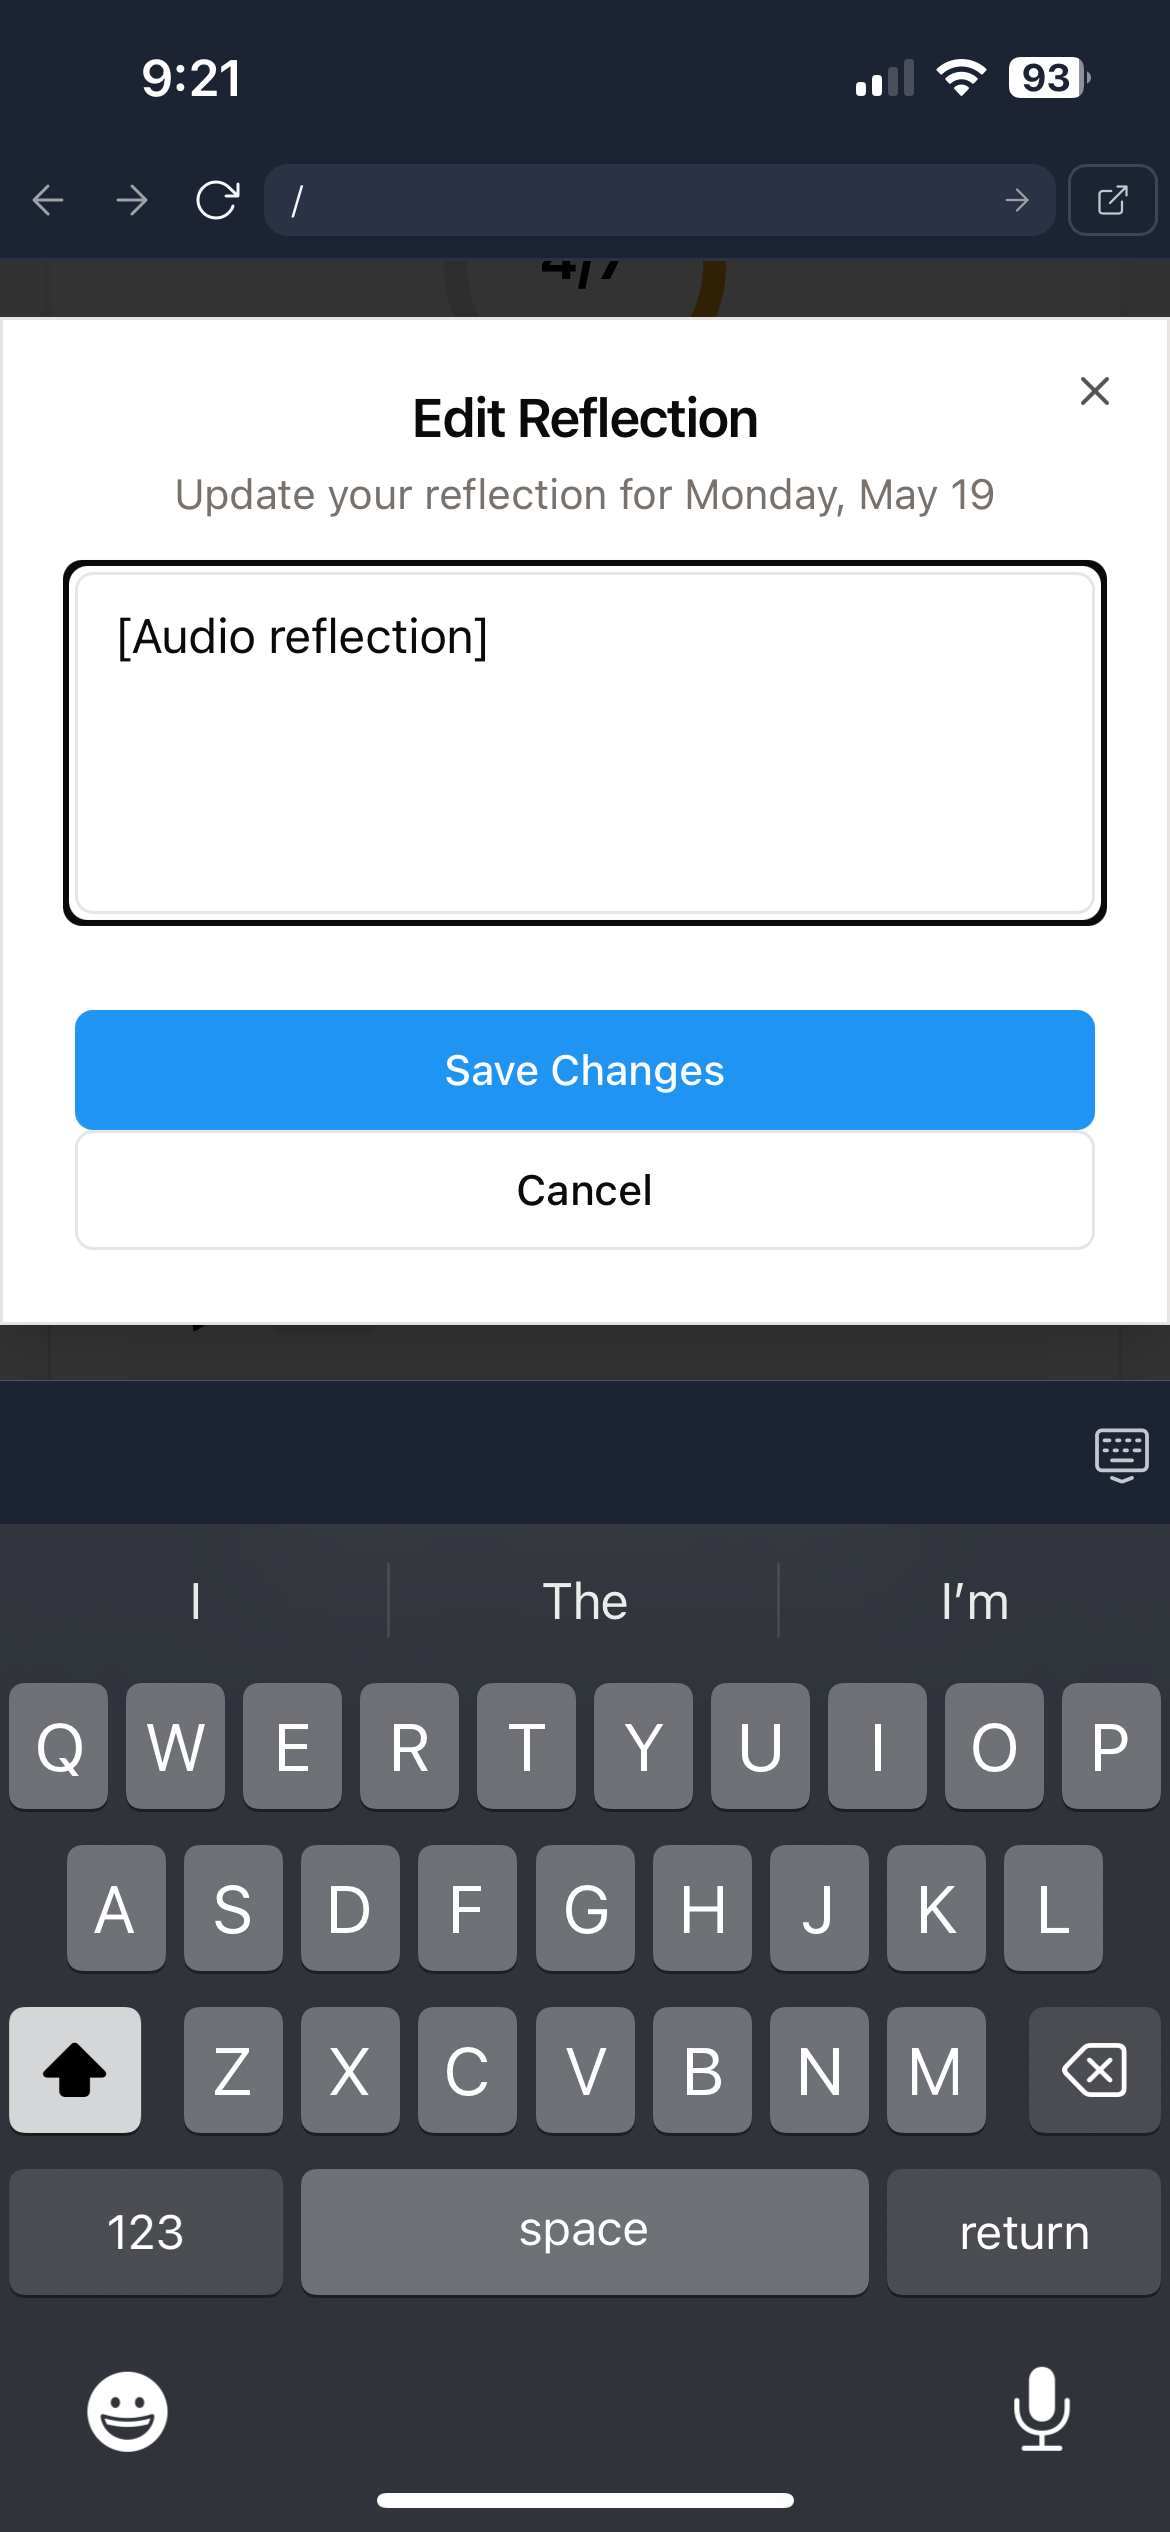 9:21
93
/
4/7
Edit Reflection
Update your reflection for Monday, May 19
[Audio reflection]
Save Changes
Cancel
I
The
I’m
Q W E R T Y U I O P
A S D F G H J K L
Z X C V B N M
123
space
return